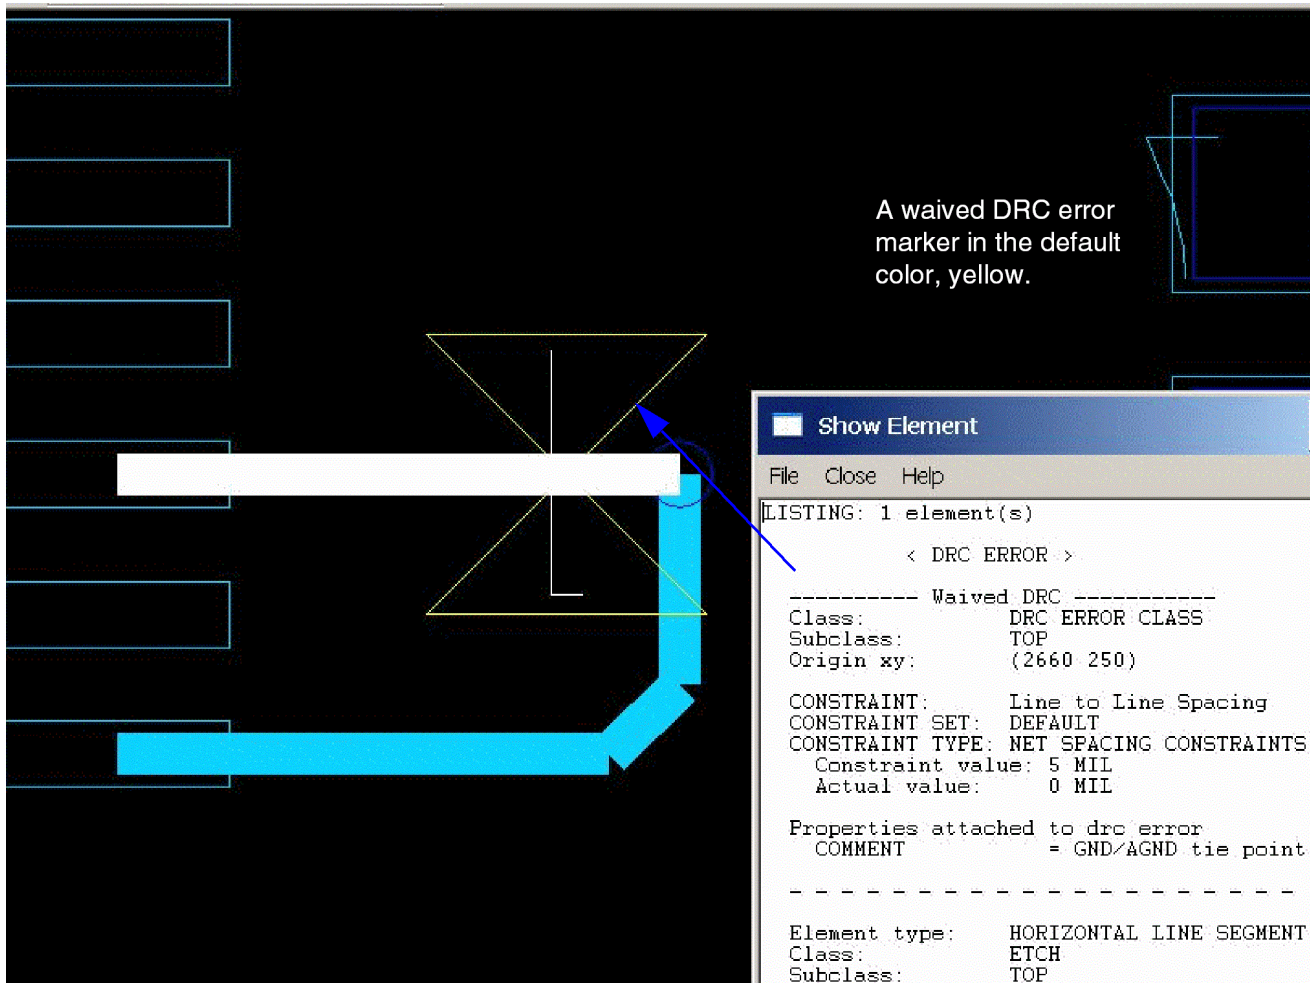 A waived DRC error
marker in the default
color, yellow.
Show Element
File Close Help
LISTING: 1 element(s)
< DRC ERROR >
---------- Waived DRC -----------
Class: DRC ERROR CLASS
Subclass: TOP
Origin xy: (2660 250)
CONSTRAINT: Line to Line Spacing
CONSTRAINT SET: DEFAULT
CONSTRAINT TYPE: NET SPACING CONSTRAINTS
Constraint value: 5 MIL
Actual value: 0 MIL
Properties attached to drc error
COMMENT = GND/AGND tie point
- - - - - - - - - - - - - - - - - - - -
Element type: HORIZONTAL LINE SEGMENT
Class: ETCH
Subclass: TOP